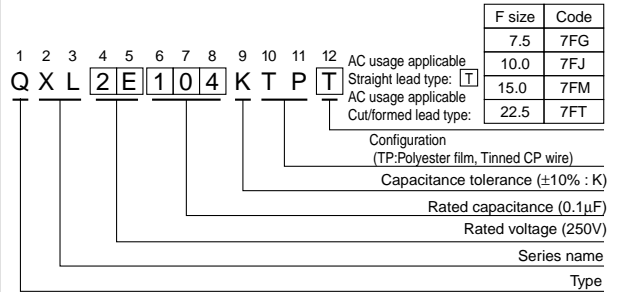 F size Code
7.5 7FG
10.0 7FJ
15.0 7FM
22.5 7FT
1 2 3 4 5 6 7 8 9 10 11 12
Q X L 2 E 1 0 4 K T P T
AC usage applicable
Straight lead type: T
AC usage applicable
Cut/formed lead type:
Configuration
(TP:Polyester film, Tinned CP wire)
Capacitance tolerance (±10% : K)
Rated capacitance (0.1μF)
Rated voltage (250V)
Series name
Type